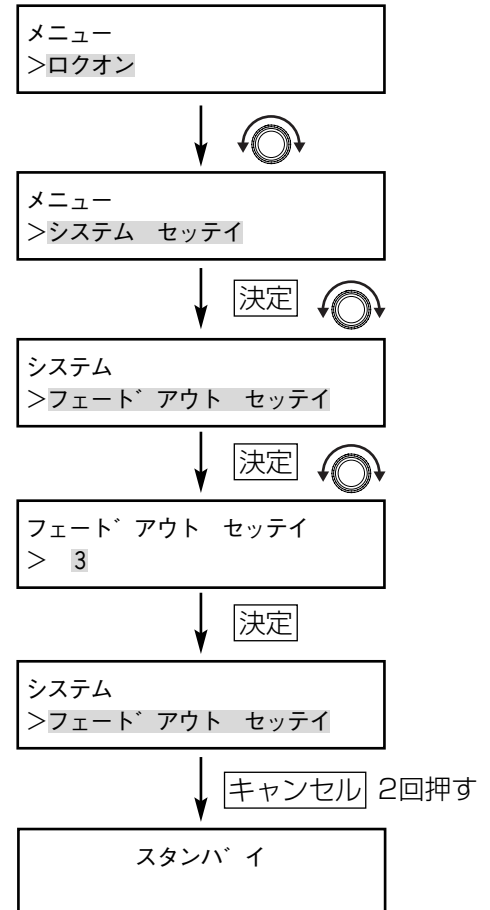 メニュー
>ロクオン
メニュー
>システム　セッテイ
決定
システム
>フェード゛アウト　セッテイ
決定
フェード゛アウト　セッテイ
>　3
決定
システム
>フェード゛アウト　セッテイ
キャンセル 2回押す
スタンハ゛イ